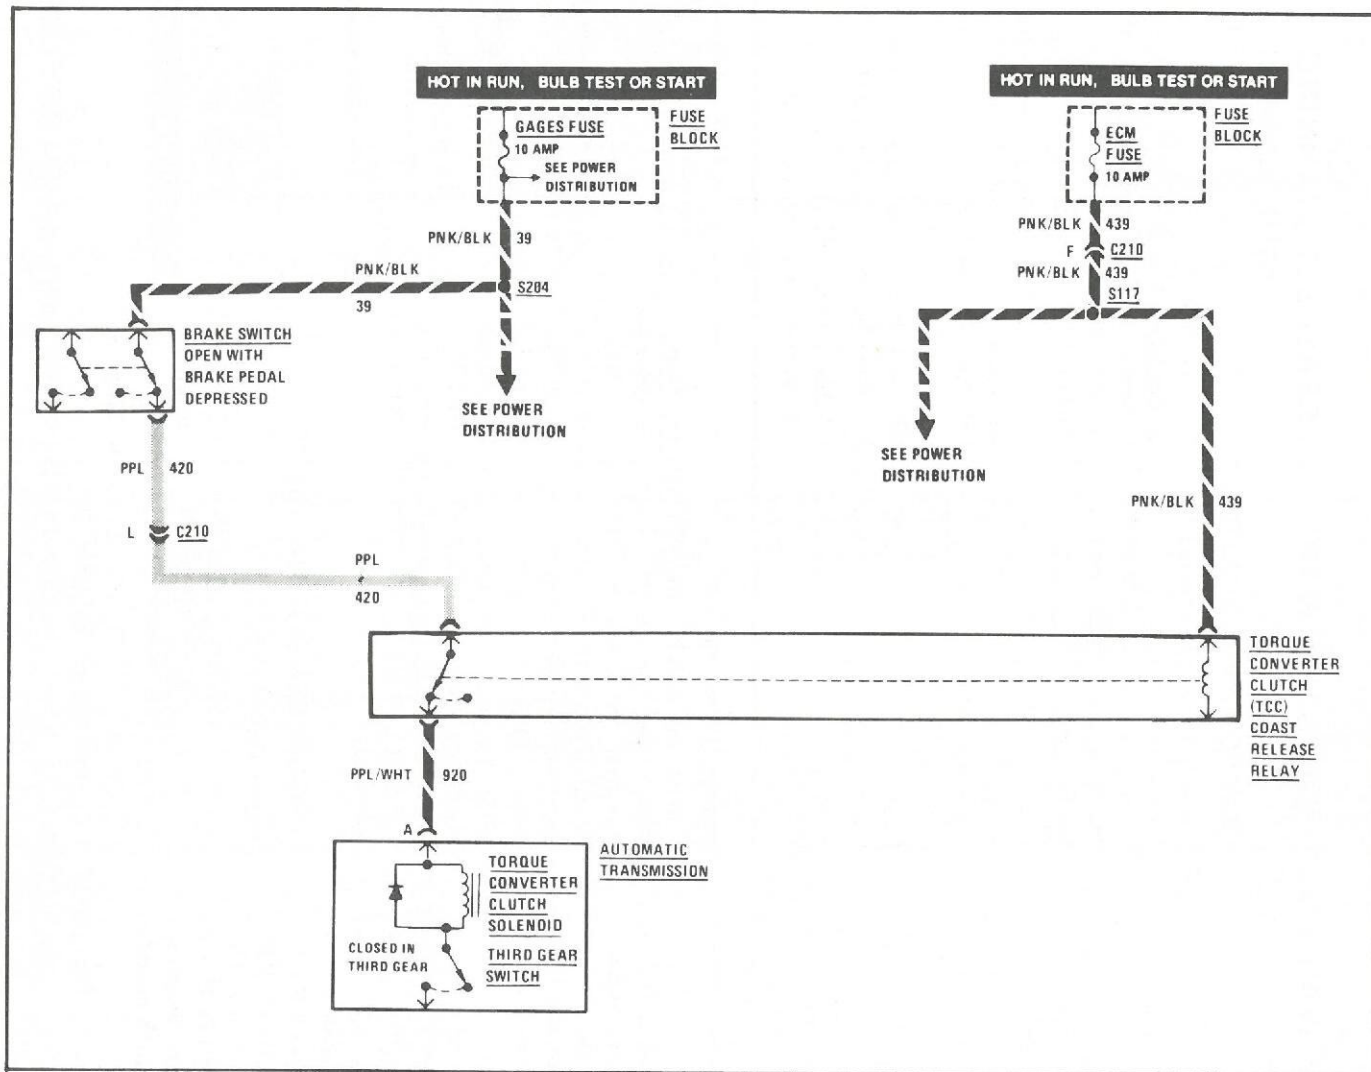 HOT IN RUN, BULB TEST OR START
HOT IN RUN, BULB TEST OR START
GAGES FUSE
10 AMP
SEE POWER
DISTRIBUTION
FUSE
BLOCK
ECM
FUSE
10 AMP
FUSE
BLOCK
PNK/BLK 39
PNK/BLK 439
F C210
PNK/BLK 439
PNK/BLK
39
S204
S117
BRAKE SWITCH
OPEN WITH
BRAKE PEDAL
DEPRESSED
SEE POWER
DISTRIBUTION
SEE POWER
DISTRIBUTION
PPL 420
PNK/BLK 439
L C210
PPL
420
TORQUE
CONVERTER
CLUTCH
(TCC)
COAST
RELEASE
RELAY
PPL/WHT 920
A
AUTOMATIC
TRANSMISSION
TORQUE
CONVERTER
CLUTCH
SOLENOID
CLOSED IN
THIRD GEAR
THIRD GEAR
SWITCH